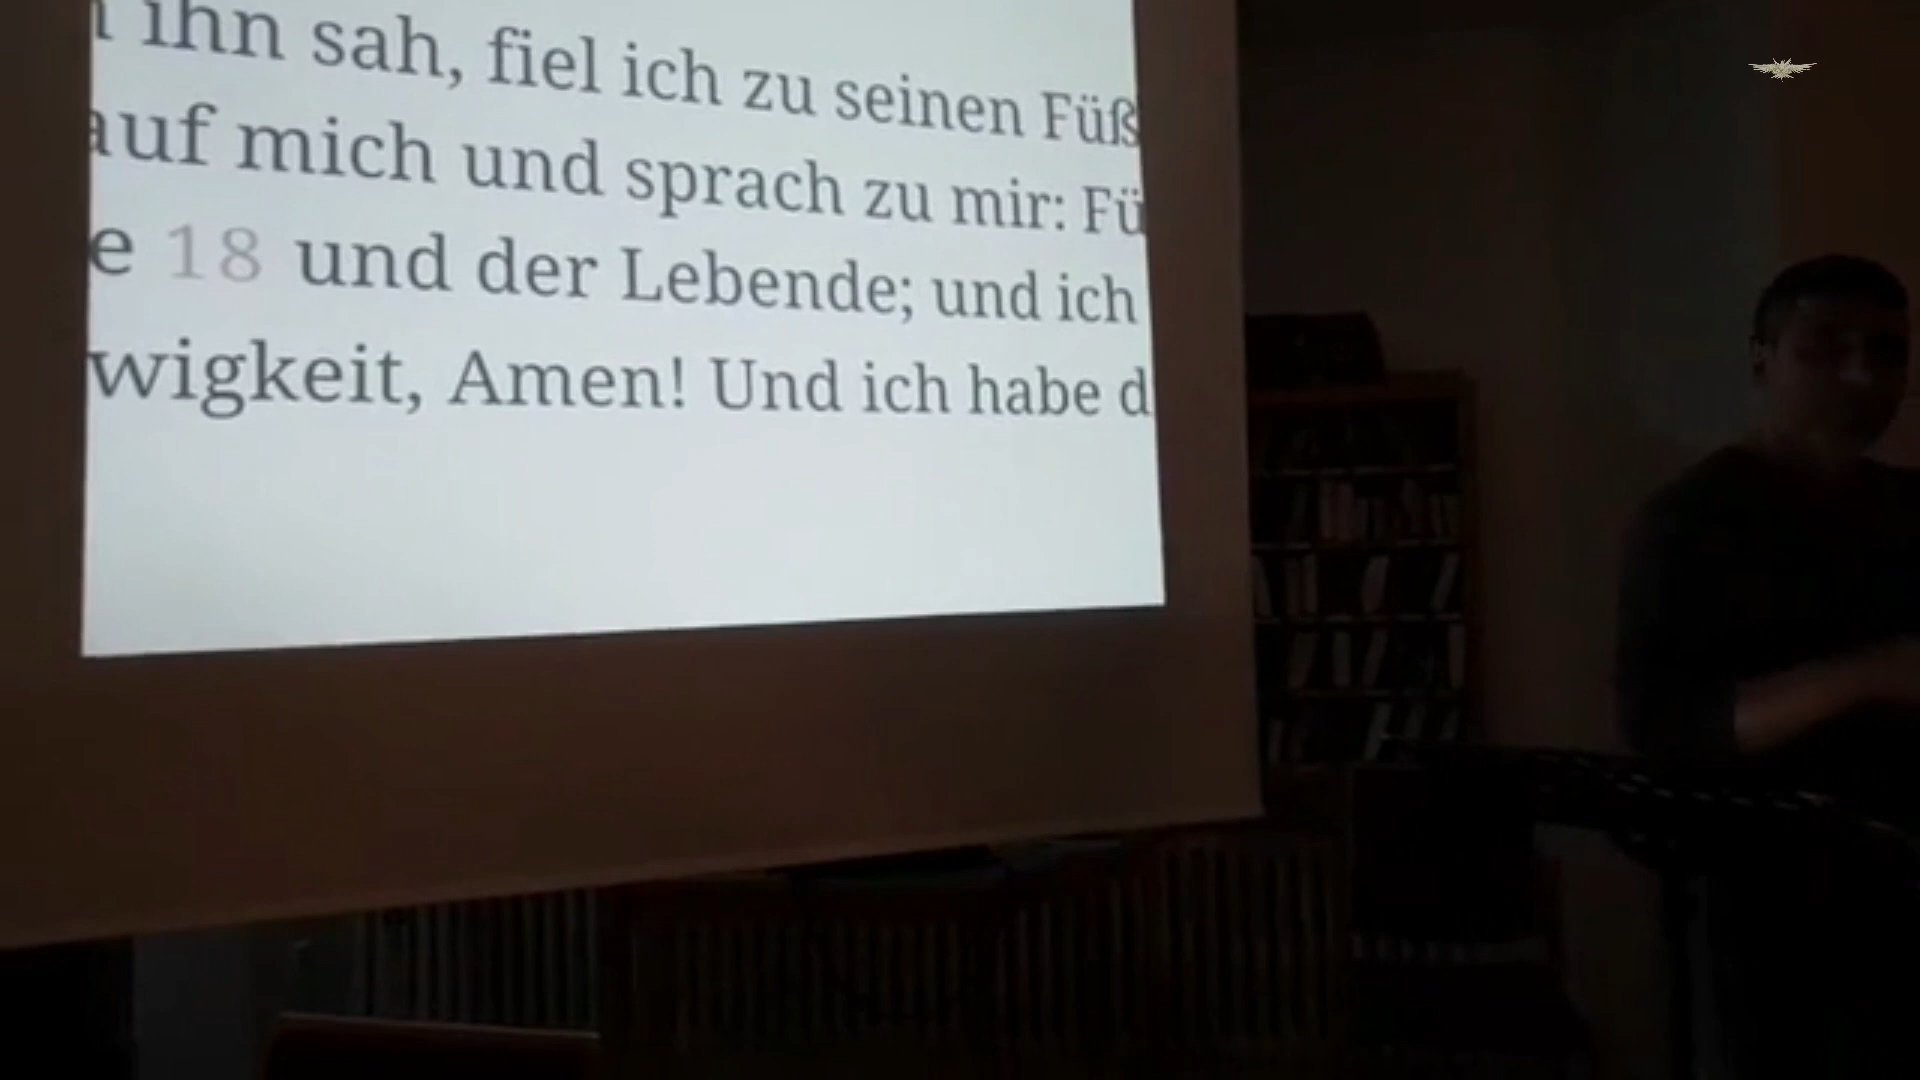 ihn sah, fiel ich zu seinen Füß
auf mich und sprach zu mir: Fü
e 18 und der Lebende; und ich
wigkeit, Amen! Und ich habe d